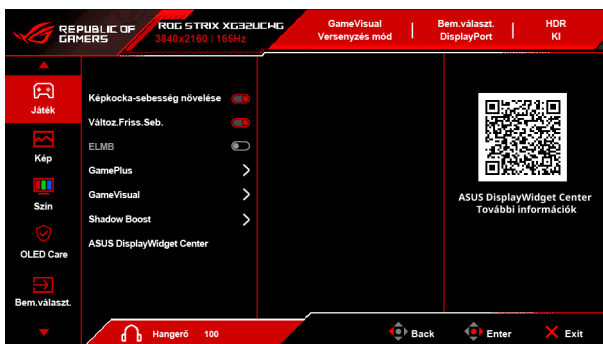 REPUBLIC OF
GAMERS
ROG STRIX XG32UCWG
3840x2160 | 165Hz
GameVisual
Versenyzés mód
Bem.választ.
DisplayPort
HDR
KI
Játék
Kép
Szín
OLED Care
Bem.választ.
Képkocka-sebesség növelése
Változ.Friss.Seb.
ELMB
GamePlus
GameVisual
Shadow Boost
ASUS DisplayWidget Center
ASUS DisplayWidget Center
További információk
Hangerő 100
Back
Enter
Exit